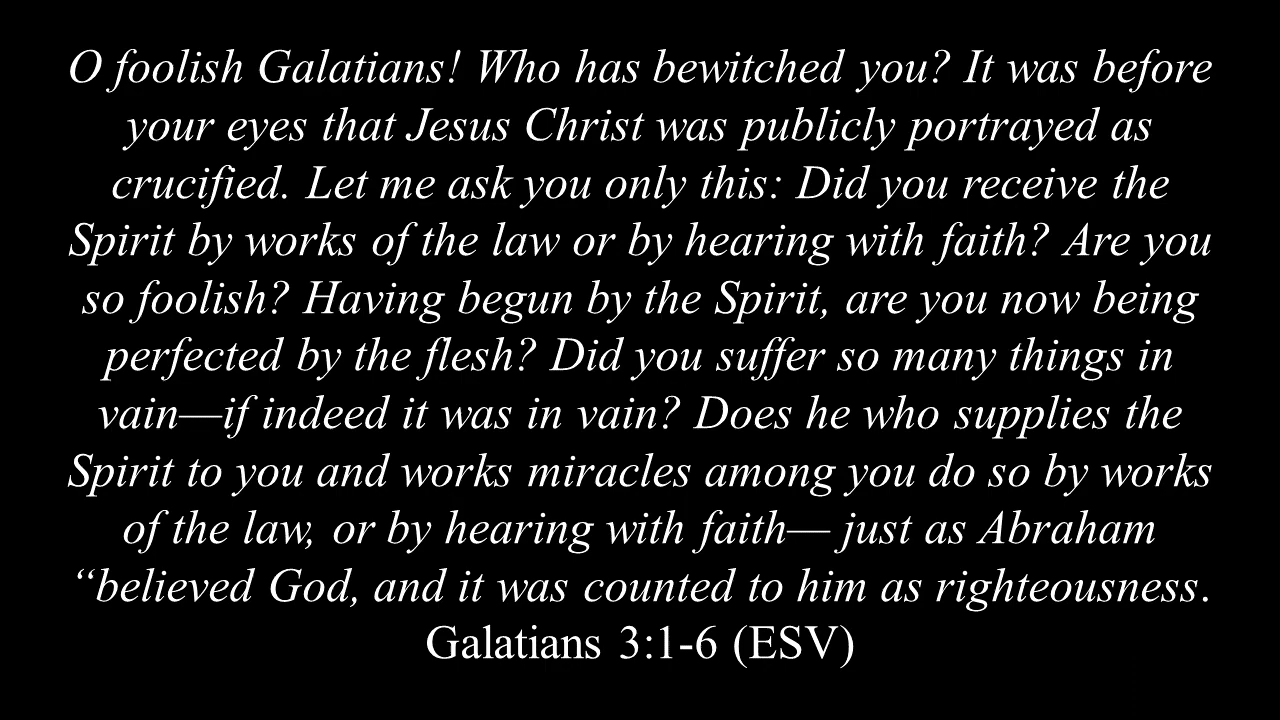 O foolish Galatians! Who has bewitched you? It was before
your eyes that Jesus Christ was publicly portrayed as
crucified. Let me ask you only this: Did you receive the
Spirit by works of the law or by hearing with faith? Are you
so foolish? Having begun by the Spirit, are you now being
perfected by the flesh? Did you suffer so many things in
vain—if indeed it was in vain? Does he who supplies the
Spirit to you and works miracles among you do so by works
of the law, or by hearing with faith— just as Abraham
“believed God, and it was counted to him as righteousness.
Galatians 3:1-6 (ESV)